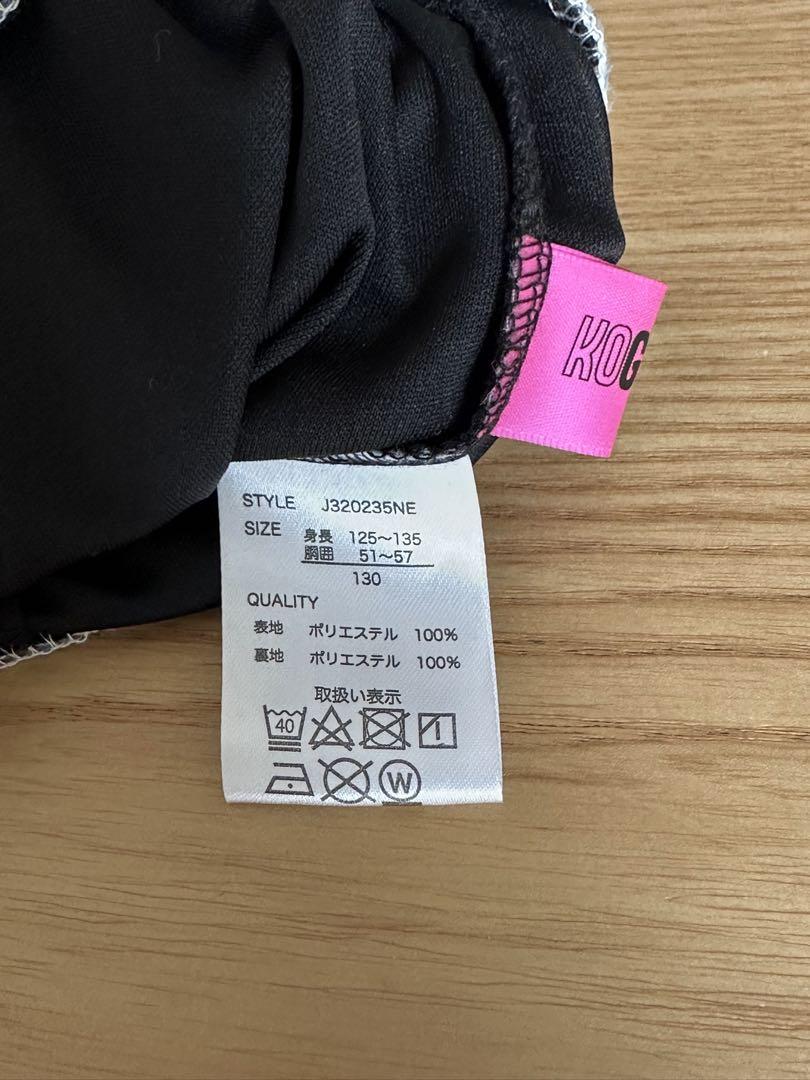 KOG
STYLE J320235NE
SIZE 身長 125〜135
胸囲 51〜57
130
QUALITY
表地 ポリエステル 100%
裏地 ポリエステル 100%
取扱い表示
40
W